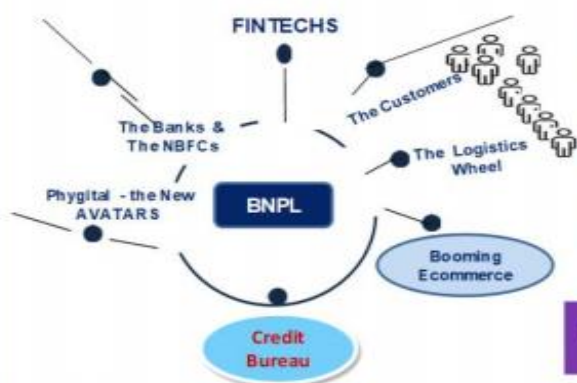 FINTECHS
The Customers
The Banks &
The NBFCs
The Logistics
Wheel
Phygital - the New
AVATARS
BNPL
Booming
Ecommerce
Credit
Bureau